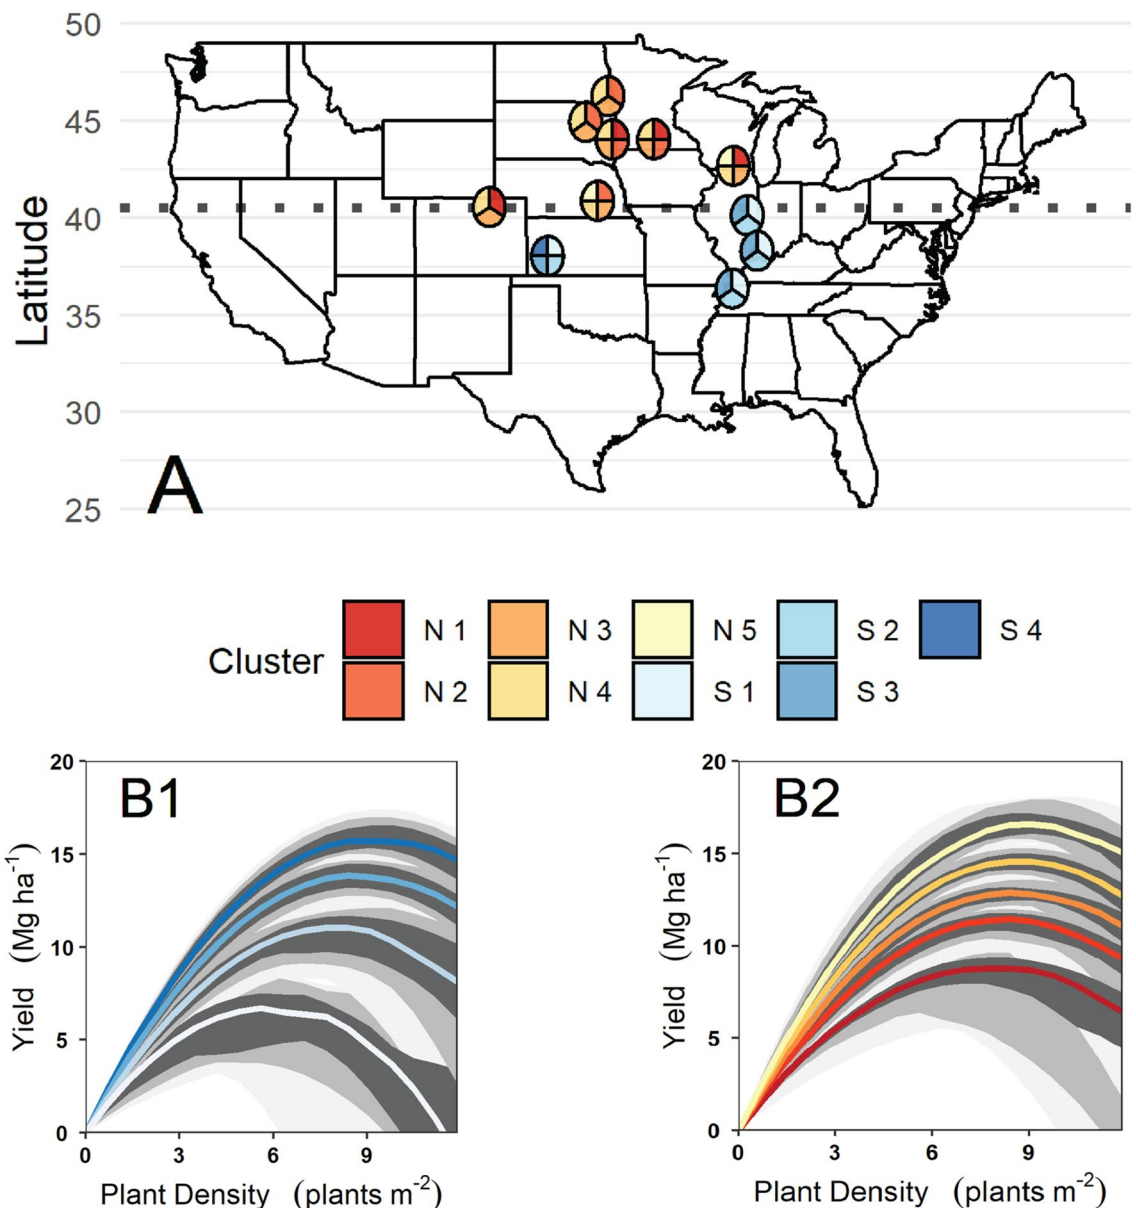 50
45
40
35
30
25
Latitude
A
Cluster
N 1
N 3
N 5
S 2
S 4
N 2
N 4
S 1
S 3
B1
20
15
10
5
0
0 3 6 9
Yield (Mg ha⁻¹)
Plant Density (plants m⁻²)
B2
20
15
10
5
0
0 3 6 9
Yield (Mg ha⁻¹)
Plant Density (plants m⁻²)